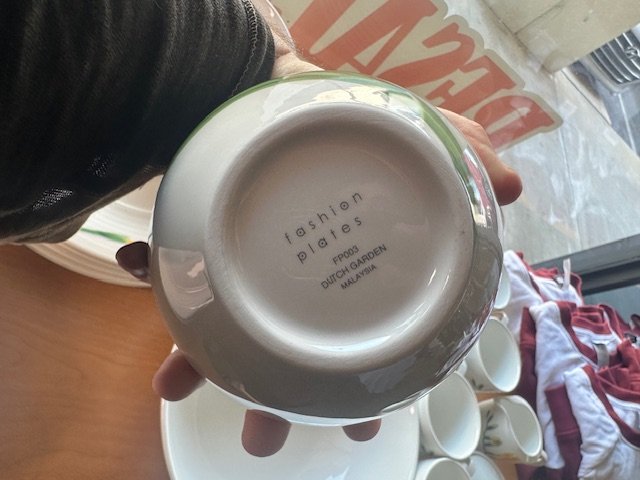 fashion
plates
FP003
DUTCH GARDEN
MALAYSIA